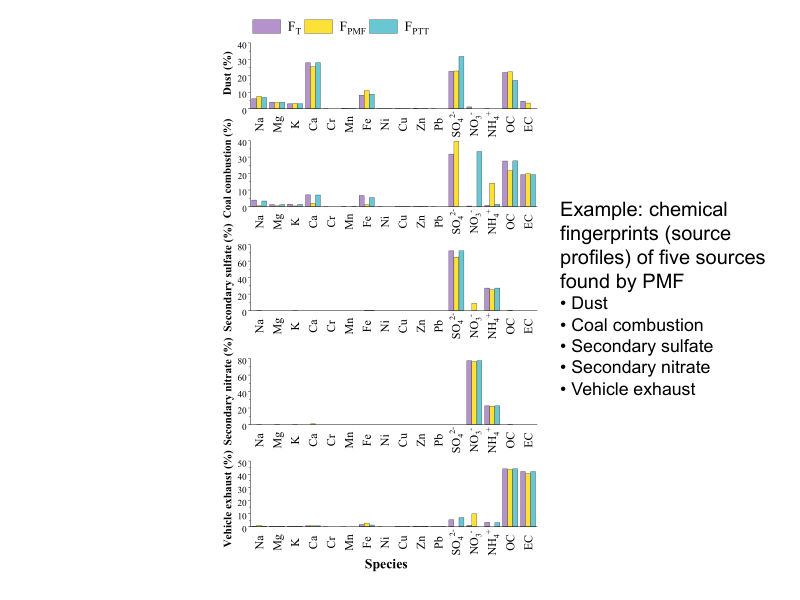 F_T F_PMF F_PTT
Dust (%)
40
30
20
10
0
Na Mg K Ca Cr Mn Fe Ni Cu Zn Pb SO₄²⁻ NO₃⁻ NH₄⁺ OC EC
Coal combustion (%)
40
30
20
10
0
Na Mg K Ca Cr Mn Fe Ni Cu Zn Pb SO₄²⁻ NO₃⁻ NH₄⁺ OC EC
Secondary sulfate (%)
80
60
40
20
0
Na Mg K Ca Cr Mn Fe Ni Cu Zn Pb SO₄²⁻ NO₃⁻ NH₄⁺ OC EC
Secondary nitrate (%)
80
60
40
20
0
Na Mg K Ca Cr Mn Fe Ni Cu Zn Pb SO₄²⁻ NO₃⁻ NH₄⁺ OC EC
Vehicle exhaust (%)
50
40
30
20
10
0
Na Mg K Ca Cr Mn Fe Ni Cu Zn Pb SO₄²⁻ NO₃⁻ NH₄⁺ OC EC
Species
Example: chemical
fingerprints (source
profiles) of five sources
found by PMF
• Dust
• Coal combustion
• Secondary sulfate
• Secondary nitrate
• Vehicle exhaust